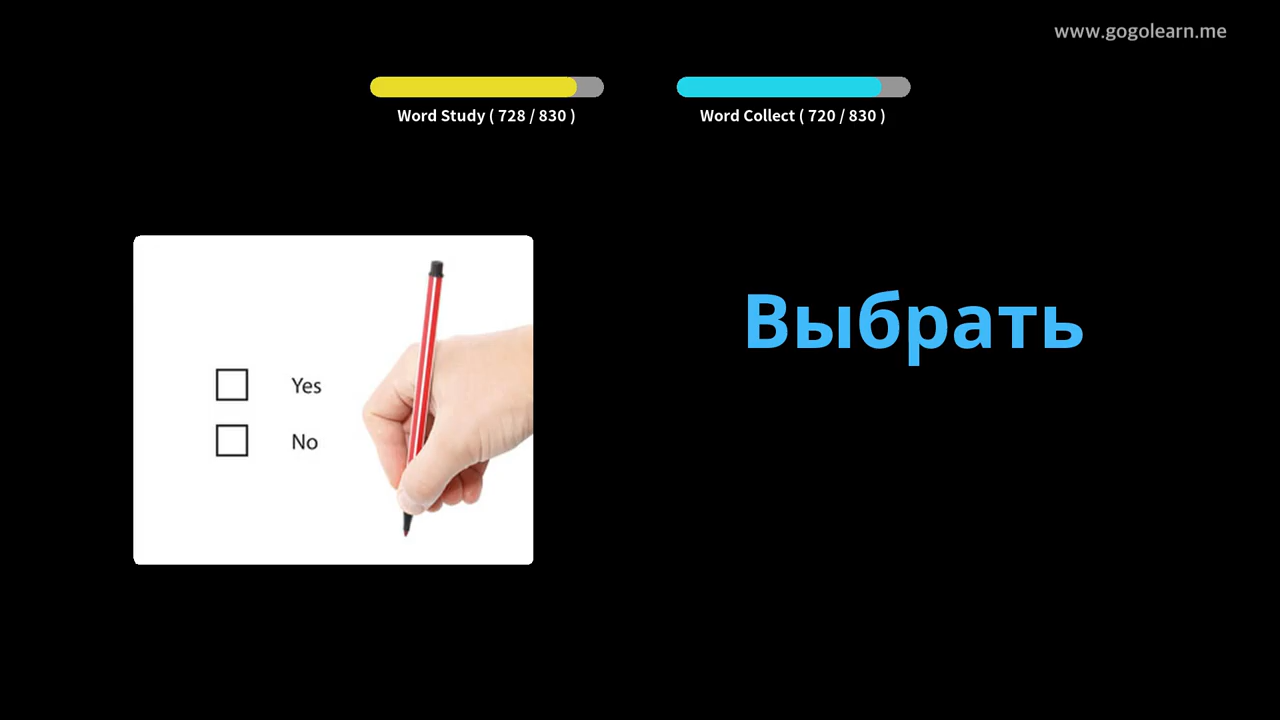 www.gogolearn.me
Word Study ( 728 / 830 )
Word Collect ( 720 / 830 )
Выбрать
Yes
No